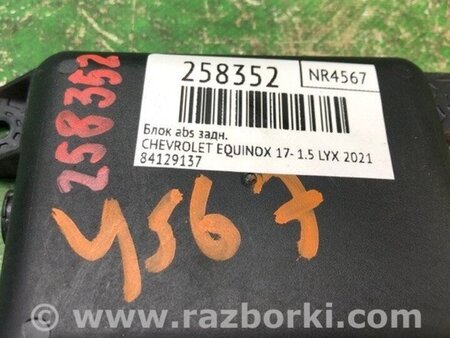 258352
NR4567
Блок abs задн.
CHEVROLET EQUINOX 17- 1.5 LYX 2021
84129137
258352
4567
www.razborki.com